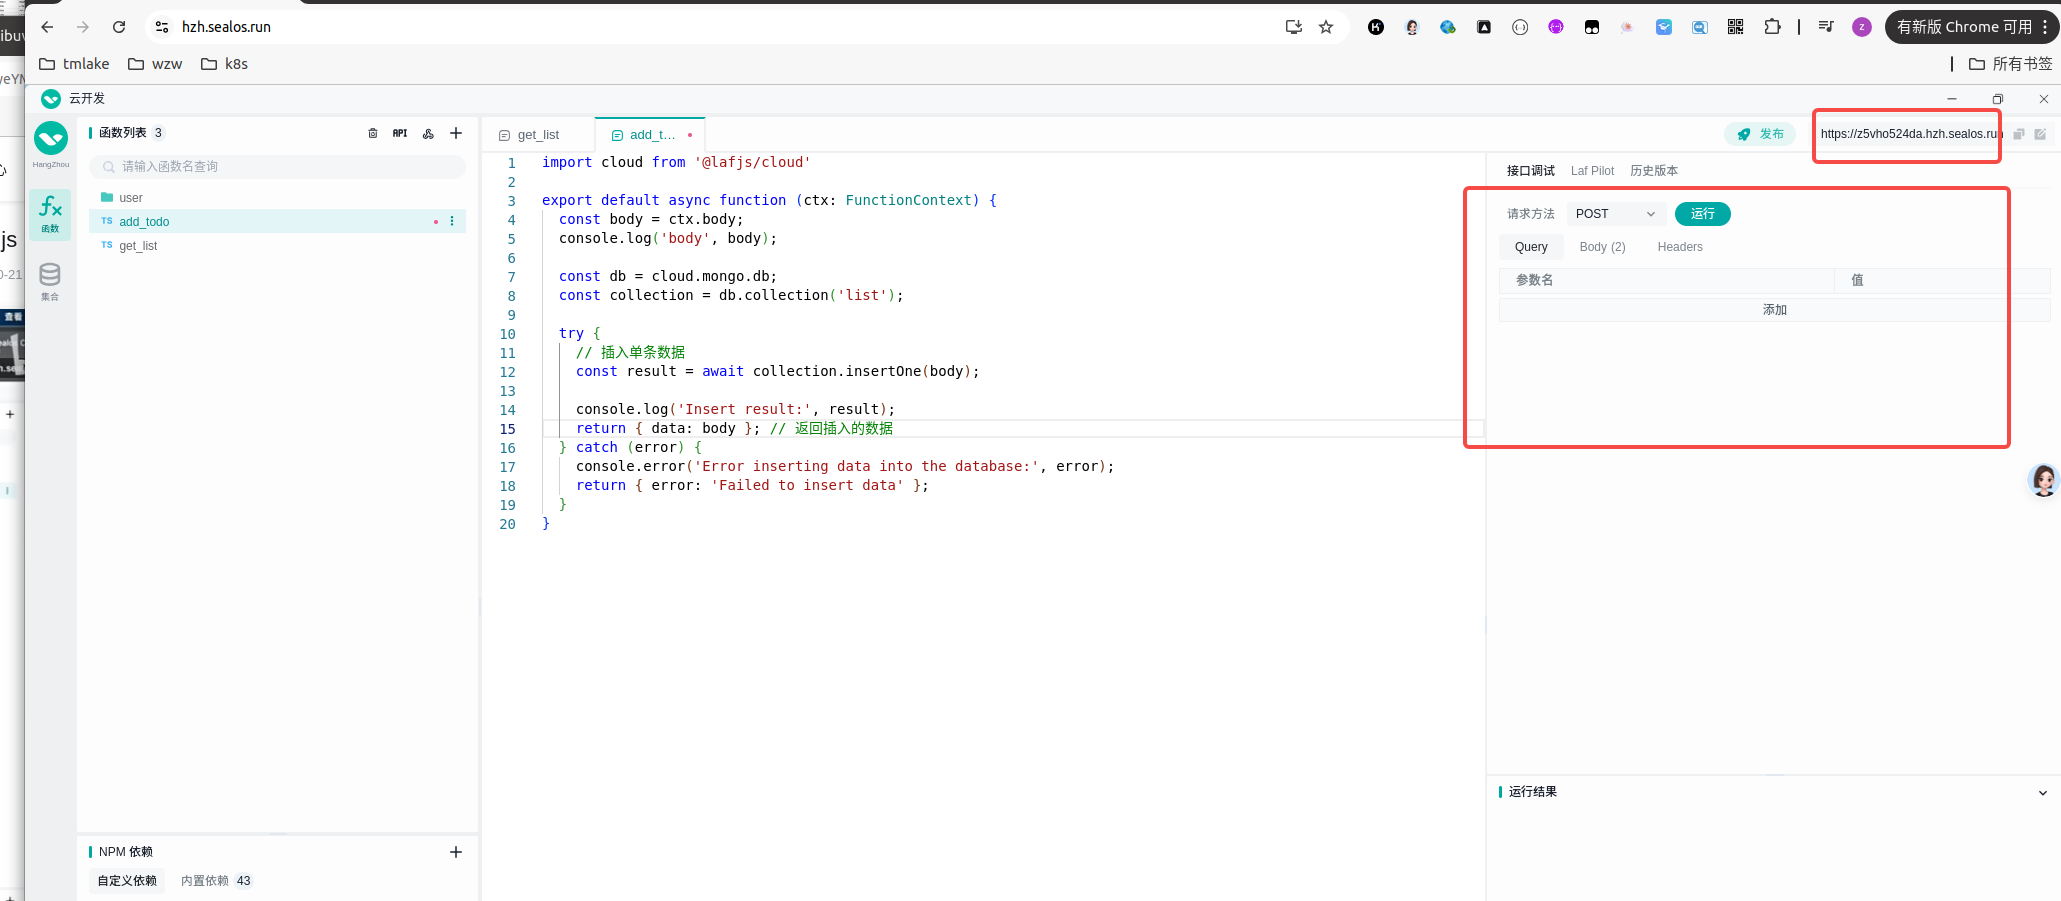 hzh.sealos.run
有新版 Chrome 可用
tmlake
wzw
k8s
所有书签
云开发
HangZhou
函数
集合
函数列表 3
API
请输入函数名查询
user
TS add_todo
TS get_list
NPM 依赖
自定义依赖
内置依赖 43
get_list
add_t...
发布
https://z5vho524da.hzh.sealos.run
1 import cloud from '@lafjs/cloud'
2
3 export default async function (ctx: FunctionContext) {
4 const body = ctx.body;
5 console.log('body', body);
6
7 const db = cloud.mongo.db;
8 const collection = db.collection('list');
9
10 try {
11 // 插入单条数据
12 const result = await collection.insertOne(body);
13
14 console.log('Insert result:', result);
15 return { data: body }; // 返回插入的数据
16 } catch (error) {
17 console.error('Error inserting data into the database:', error);
18 return { error: 'Failed to insert data' };
19 }
20 }
接口调试
Laf Pilot
历史版本
请求方法
POST
运行
Query
Body (2)
Headers
参数名
值
添加
运行结果